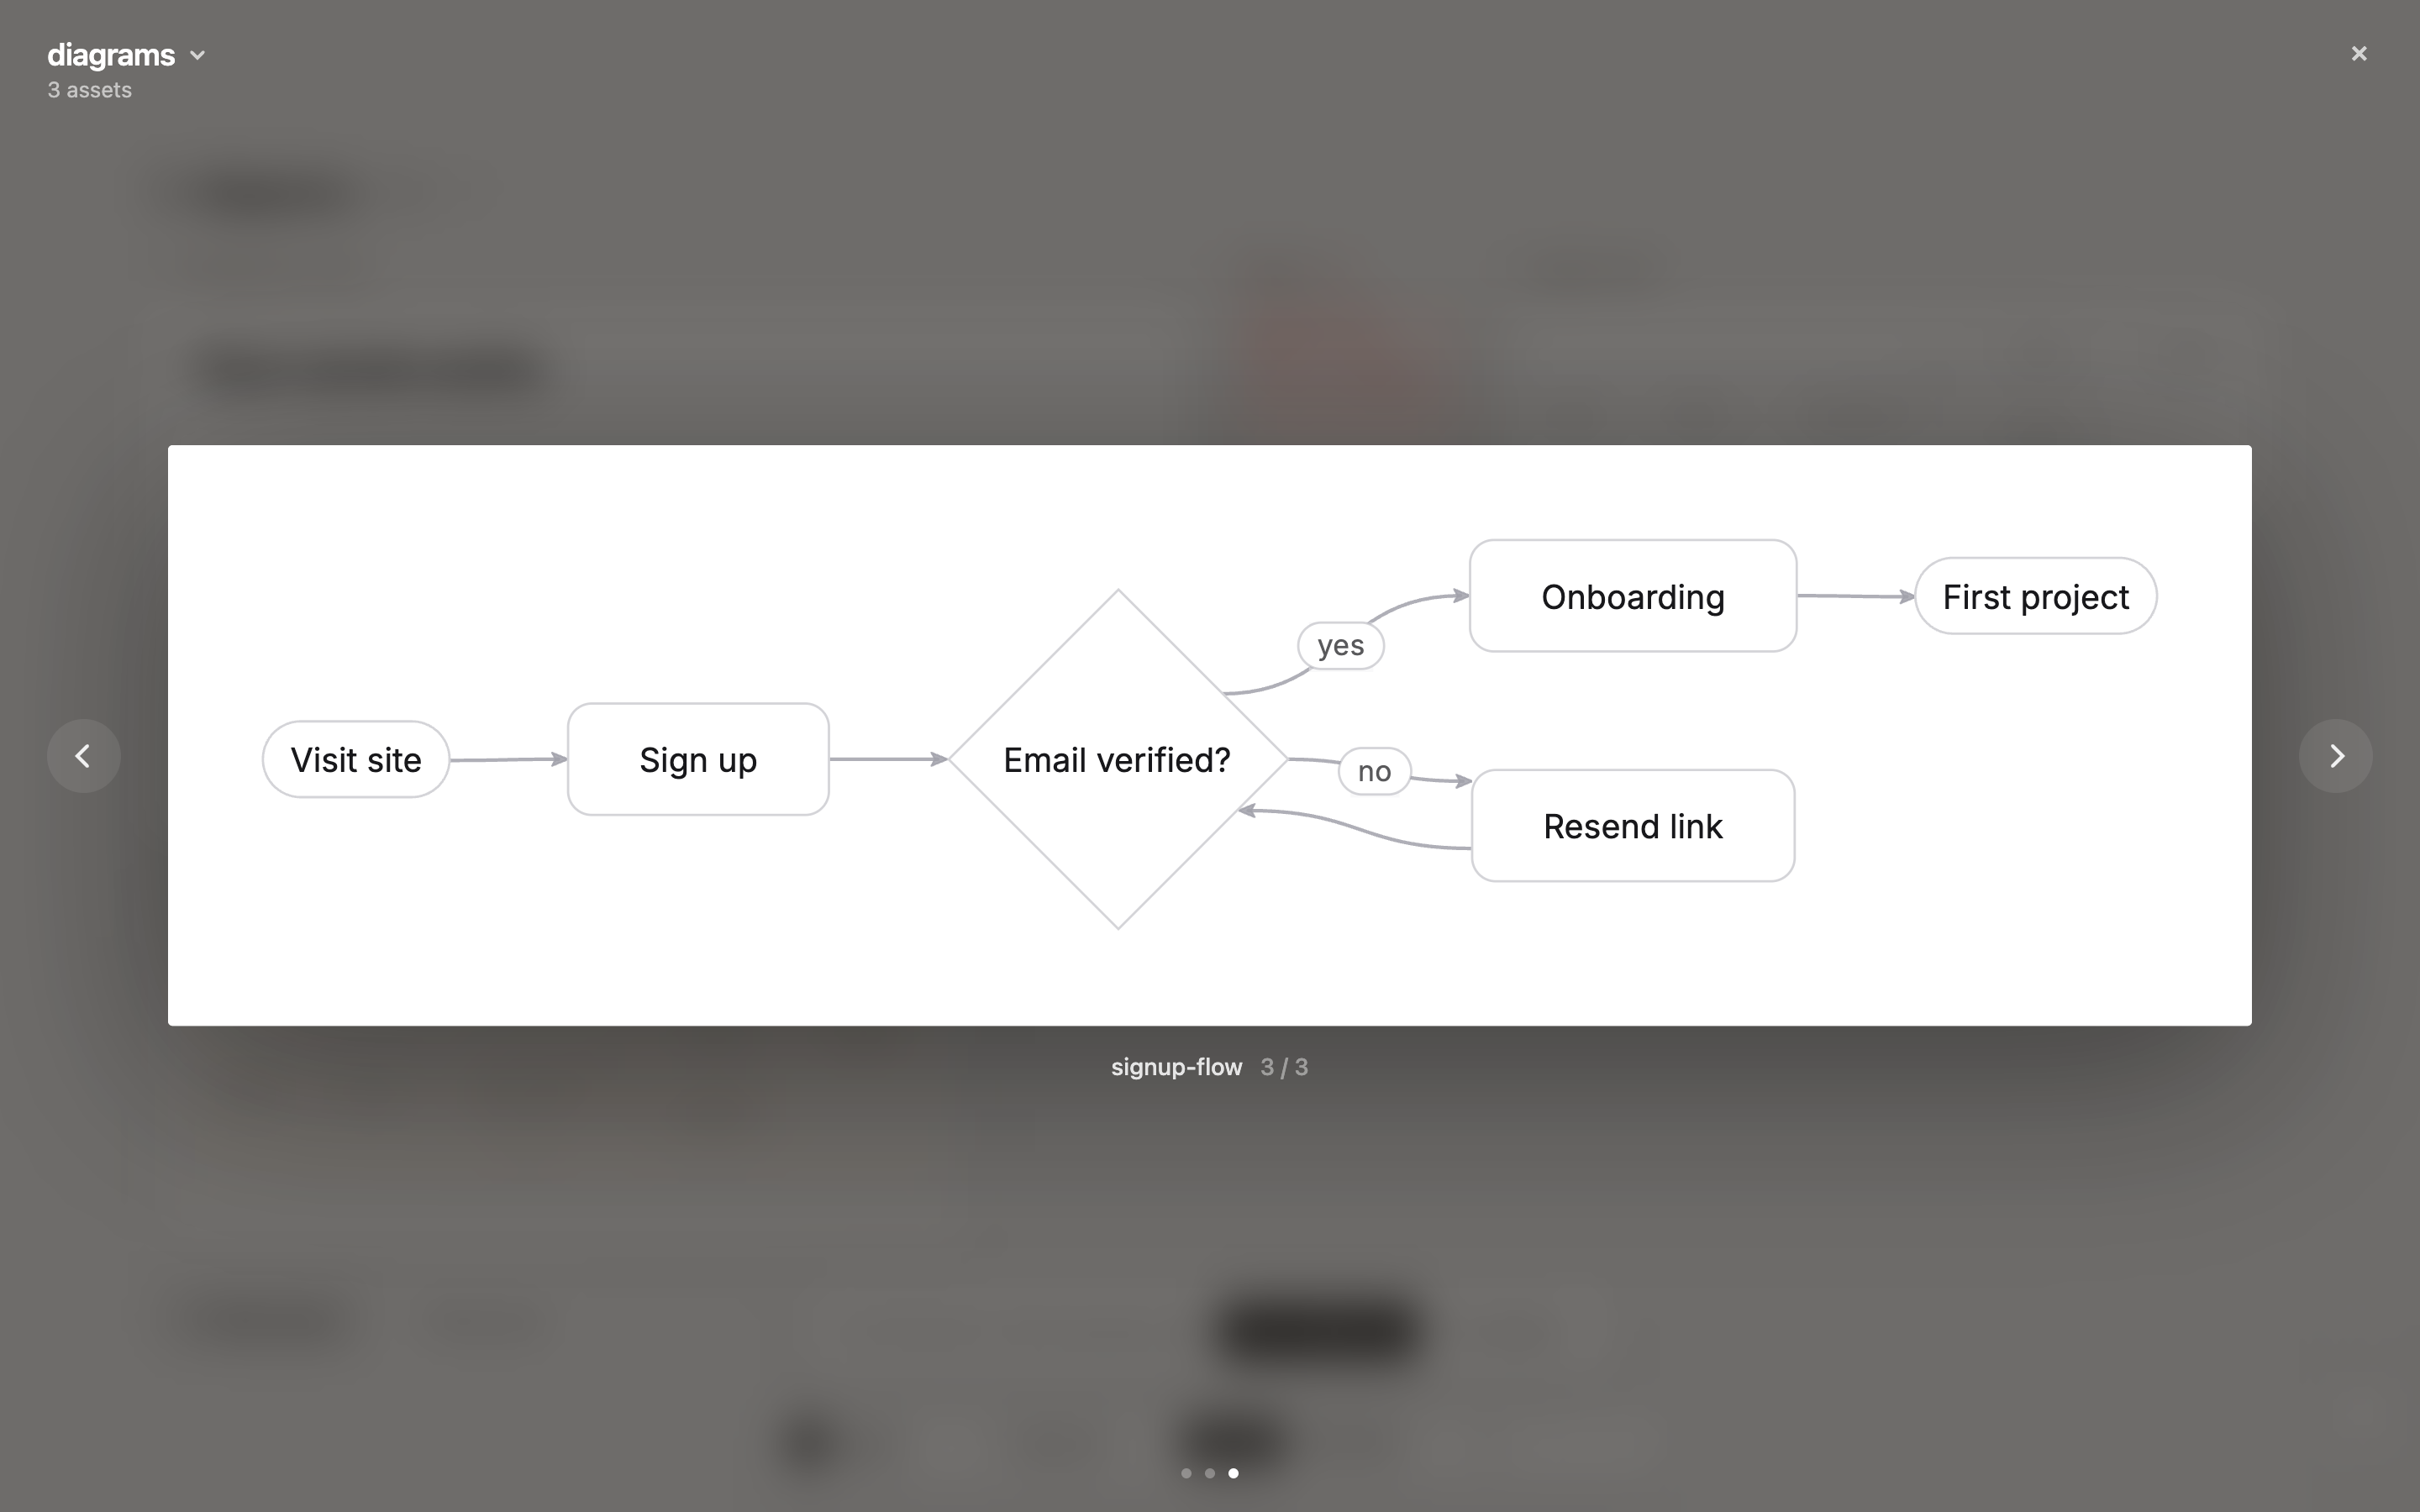 diagrams
3 assets
Visit site
Sign up
Email verified?
yes
Onboarding
First project
no
Resend link
signup-flow 3 / 3